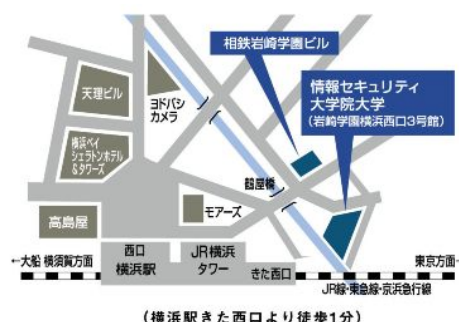 相鉄岩崎学園ビル
情報セキュリティ
大学院大学
(岩崎学園横浜西口3号館)
天理ビル
ヨドバシ
カメラ
横浜ベイ
シェラトンホテル
&タワーズ
鶴屋橋
モアーズ
高島屋
西口
横浜駅
JR横浜
タワー
きた西口
←大船 横須賀方面
東京方面→
JR線・東急線・京浜急行線
(横浜駅きた西口より徒歩1分)